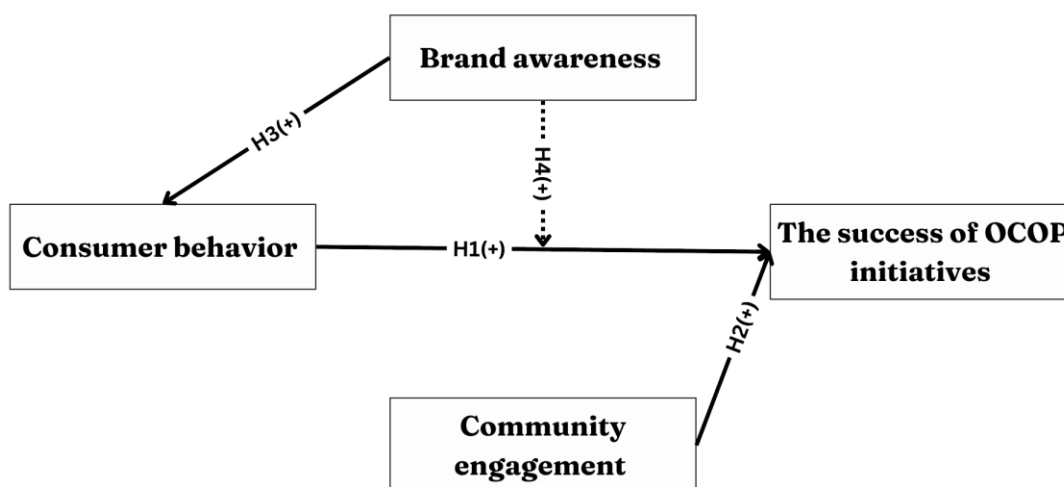 Brand awareness
H3(+)
H4(+)
Consumer behavior
H1(+)
The success of OCOP
initiatives
H2(+)
Community
engagement